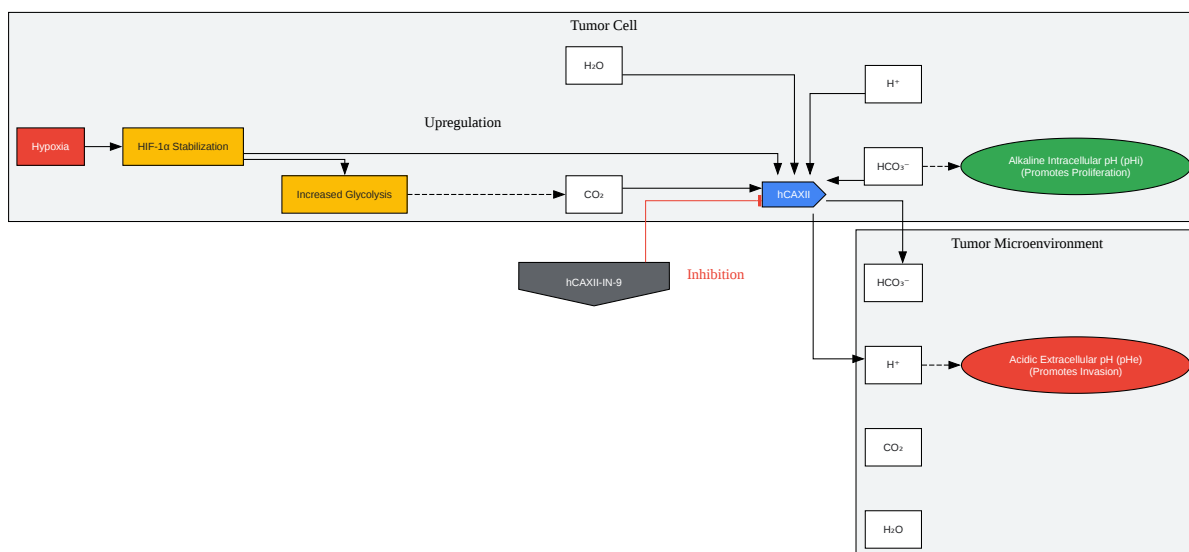 Tumor Cell
H₂O
H⁺
Upregulation
Hypoxia
HIF-1α Stabilization
HCO₃⁻
Alkaline Intracellular pH (pHi)
(Promotes Proliferation)
Increased Glycolysis
CO₂
hCAXII
Tumor Microenvironment
Inhibition
hCAXII-IN-9
HCO₃⁻
H⁺
Acidic Extracellular pH (pHe)
(Promotes Invasion)
CO₂
H₂O